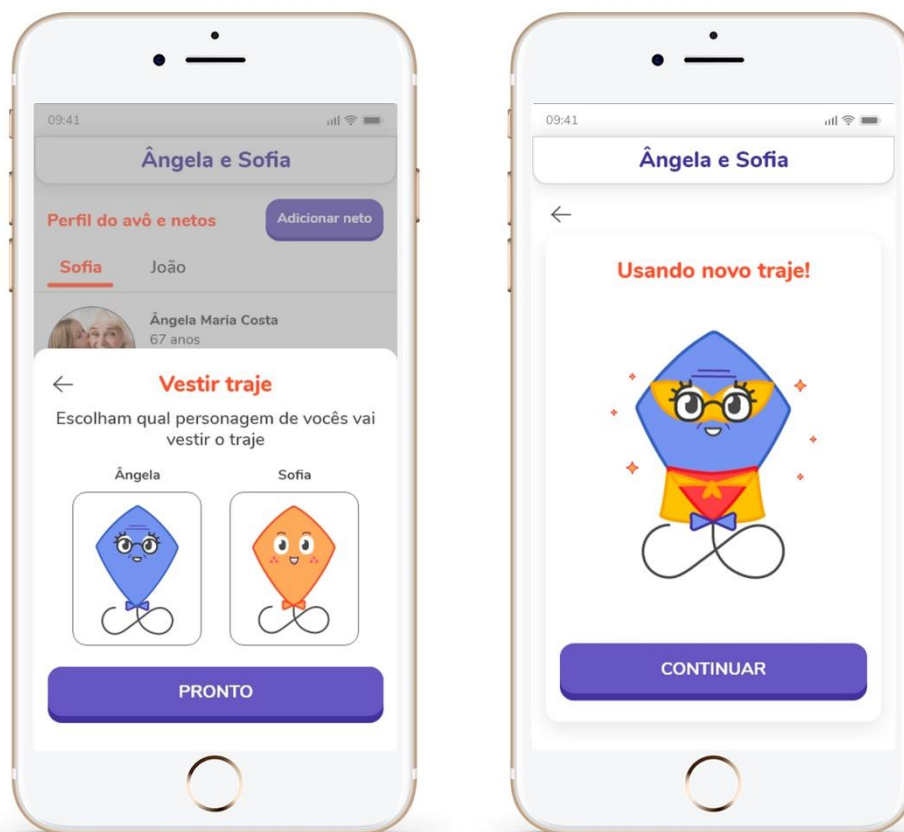 09:41
Ângela e Sofia
Perfil do avô e netos
Adicionar neto
Sofia
João
Ângela Maria Costa
67 anos
Vestir traje
Escolham qual personagem de vocês vai
vestir o traje
Ângela
Sofia
PRONTO
09:41
Ângela e Sofia
Usando novo traje!
CONTINUAR